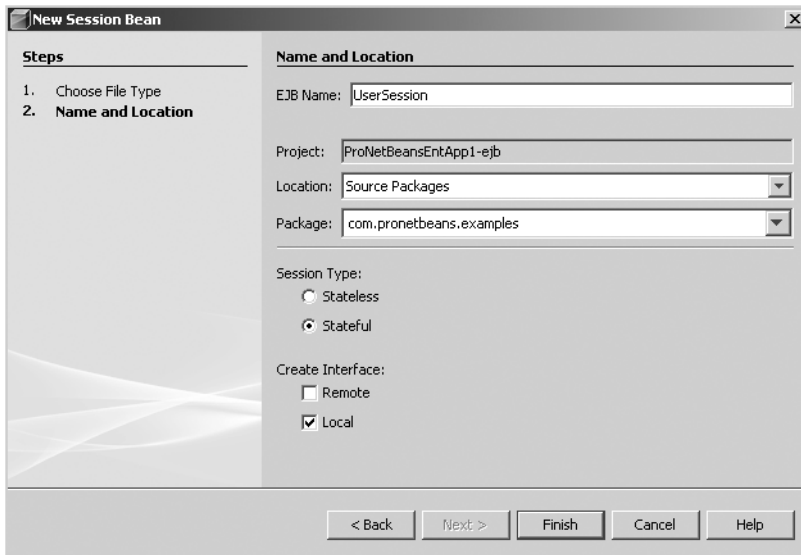 New Session Bean
Steps
1. Choose File Type
2. Name and Location
Name and Location
EJB Name: UserSession
Project: ProNetBeansEntApp1-ejb
Location: Source Packages
Package: com.pronetbeans.examples
Session Type:
Stateless
Stateful
Create Interface:
Remote
Local
< Back Next > Finish Cancel Help